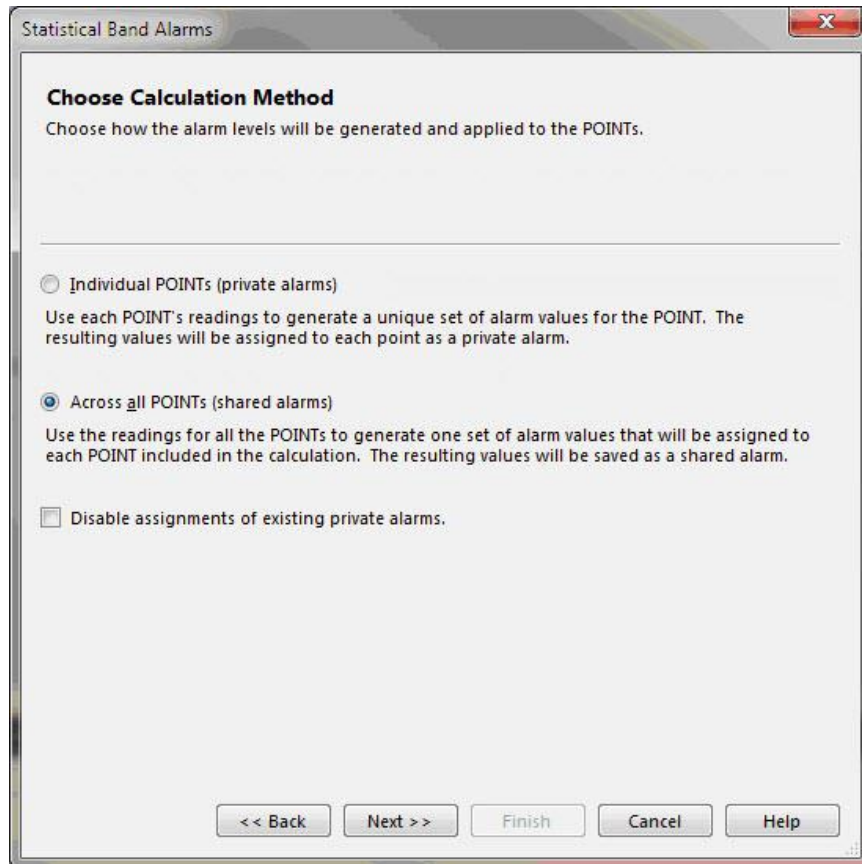 Statistical Band Alarms
Choose Calculation Method
Choose how the alarm levels will be generated and applied to the POINTs.
Individual POINTs (private alarms)
Use each POINT's readings to generate a unique set of alarm values for the POINT.  The
resulting values will be assigned to each point as a private alarm.
Across all POINTs (shared alarms)
Use the readings for all the POINTs to generate one set of alarm values that will be assigned to
each POINT included in the calculation.  The resulting values will be saved as a shared alarm.
Disable assignments of existing private alarms.
<< Back Next >> Finish Cancel Help